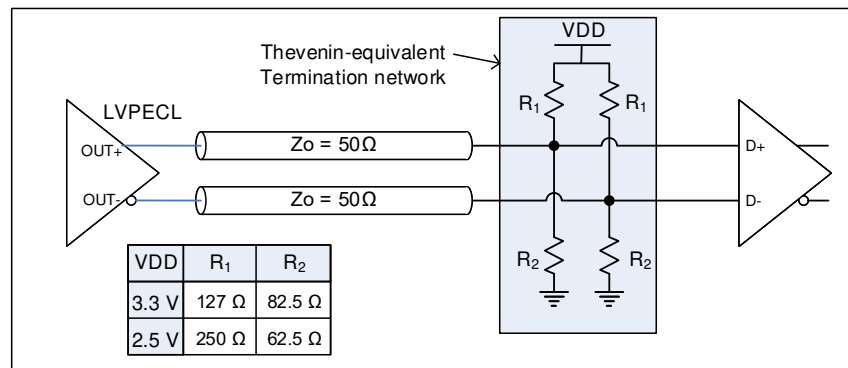 VDD
Thevenin-equivalent
Termination network
R₁ R₁
LVPECL
OUT+ Zo = 50Ω D+
OUT- Zo = 50Ω D-
R₂ R₂
VDD R₁ R₂
3.3 V 127 Ω 82.5 Ω
2.5 V 250 Ω 62.5 Ω